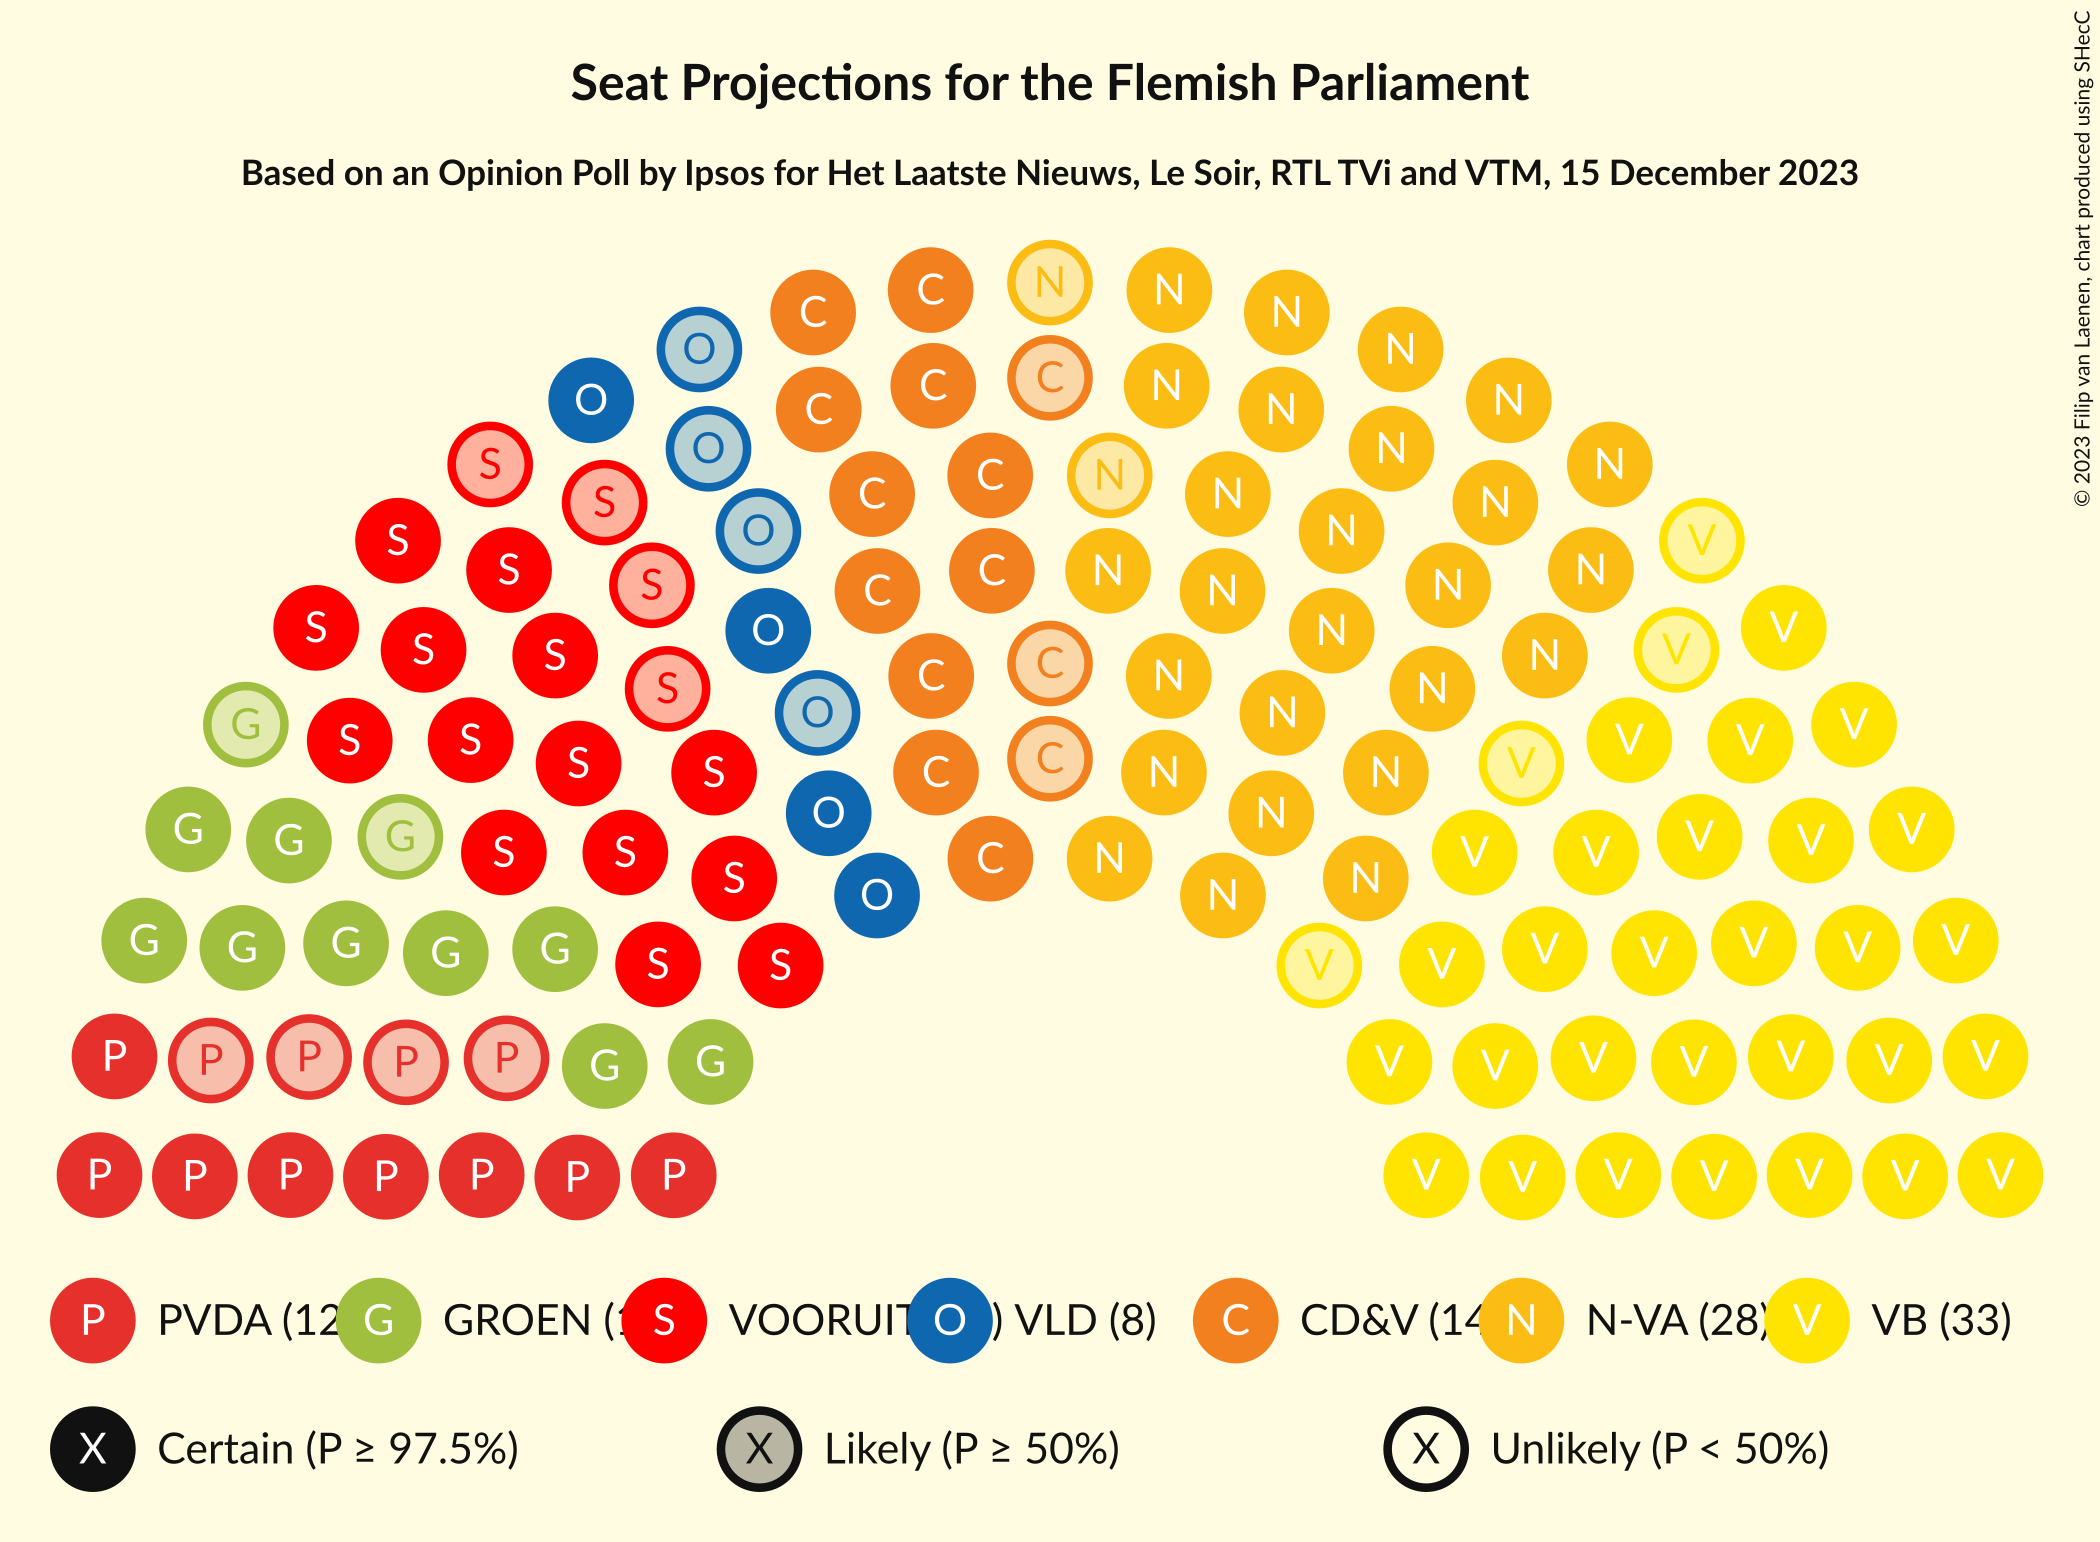 Seat Projections for the Flemish Parliament
Based on an Opinion Poll by Ipsos for Het Laatste Nieuws, Le Soir, RTL TVi and VTM, 15 December 2023
© 2023 Filip van Laenen, chart produced using SHecC
N
C C N N
O C C N
O C C C N N N
O N
S C C N N N
S O C N N
S O N V
S S C C N N N
S O C N N
S S S C C N N V
S S C N N
G S S S O C C N N V V V V
S C N N
G G G S S S O C N N N V V V V V
G G G G G S S O N V V V V V V V
P P P P P G G V V V V V V V
P P P P P P P V V V V V V V
P PVDA (12 G GROEN (1 S VOORUIT O ) VLD (8) C CD&V (14 N N-VA (28) V VB (33)
X Certain (P ≥ 97.5%) X Likely (P ≥ 50%) X Unlikely (P < 50%)